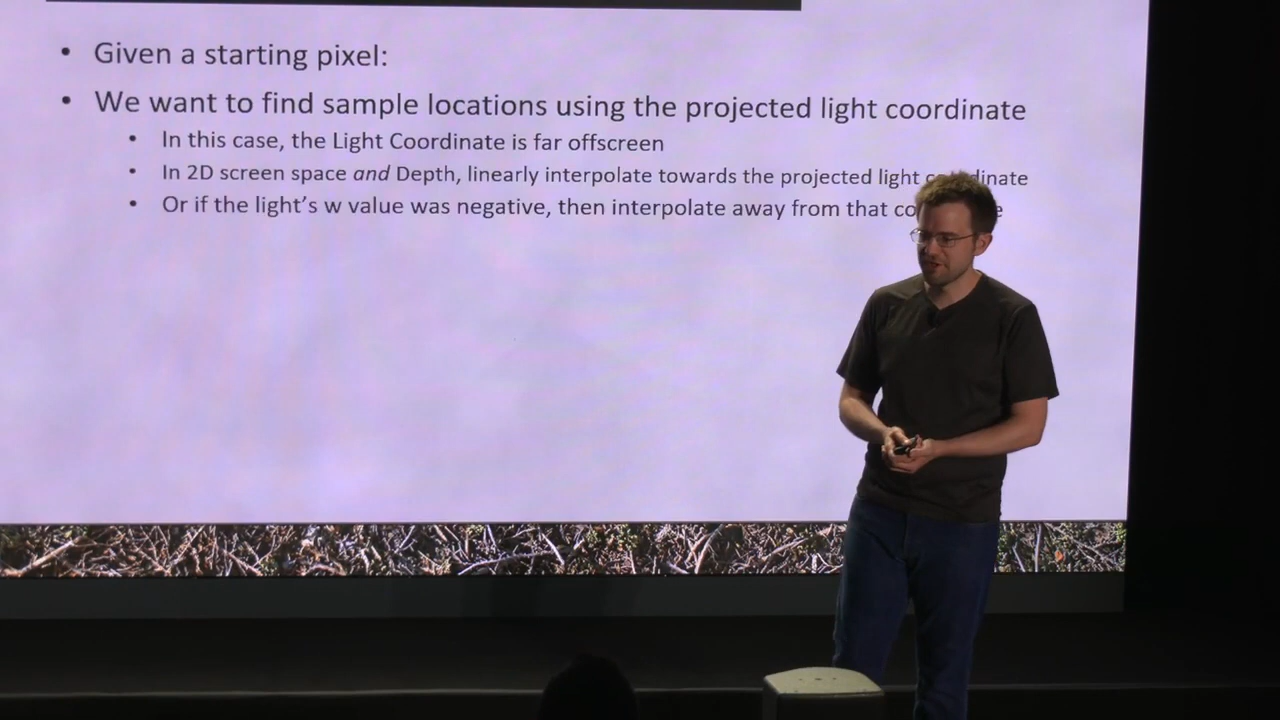 • Given a starting pixel:
• We want to find sample locations using the projected light coordinate
• In this case, the Light Coordinate is far offscreen
• In 2D screen space and Depth, linearly interpolate towards the projected light
• Or if the light's w value was negative, then interpolate away from that